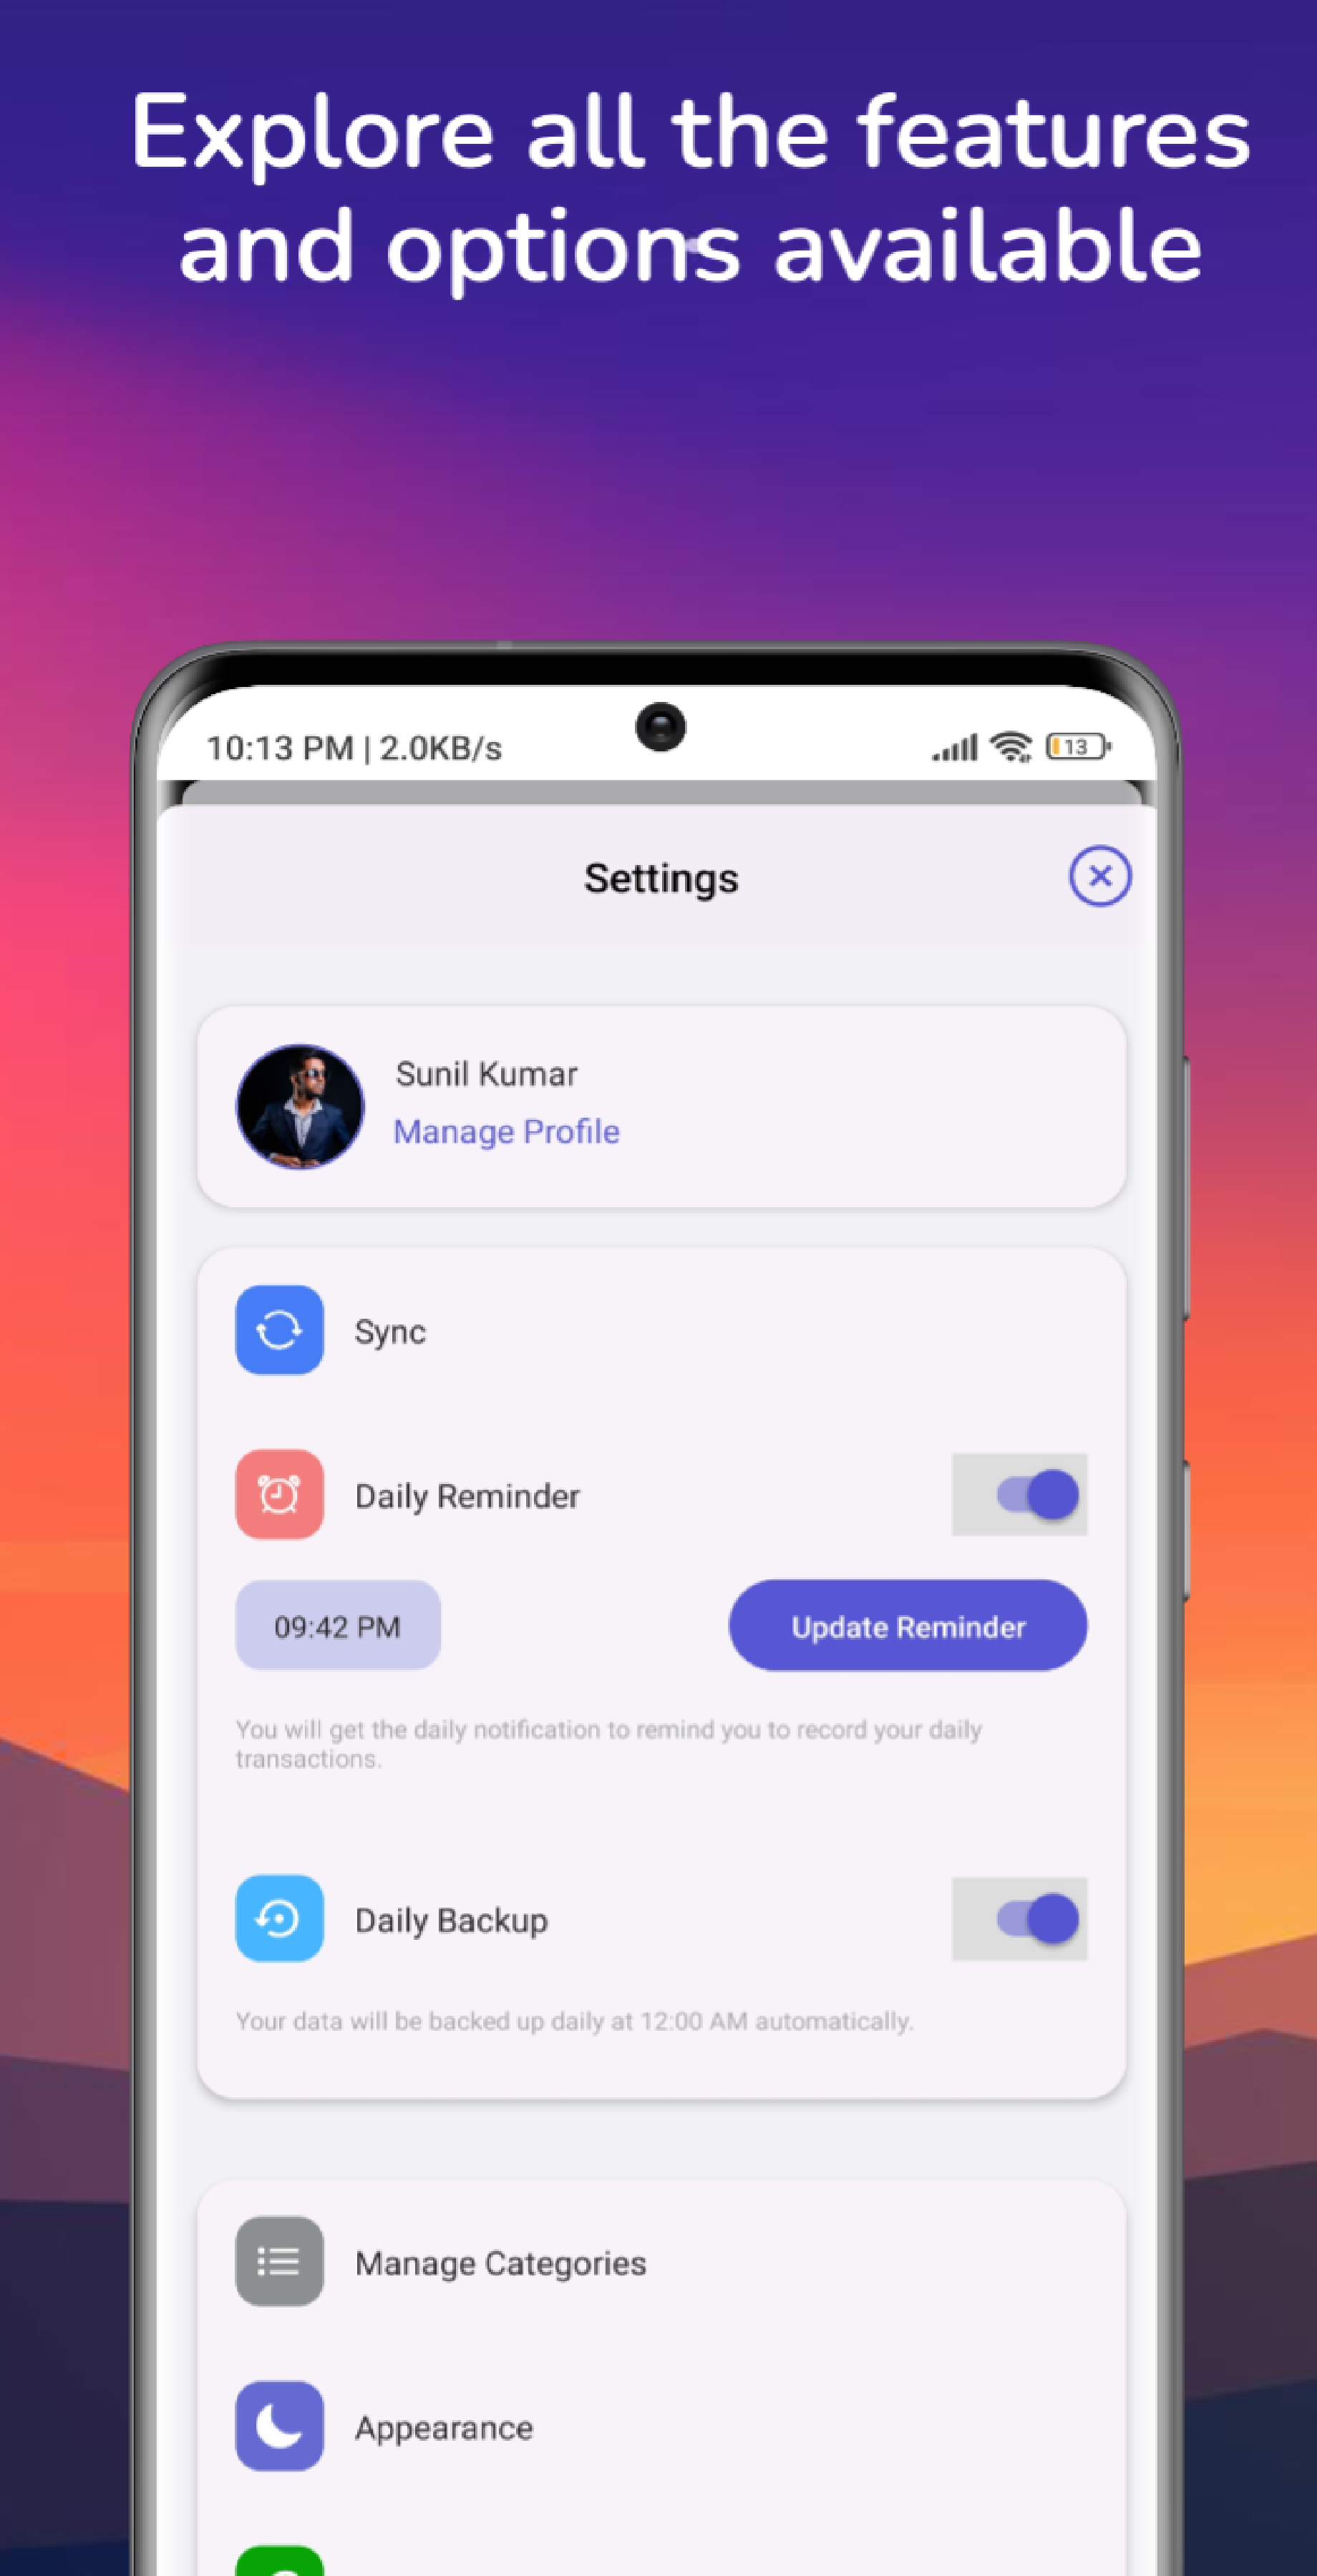 Explore all the features
and options available
10:13 PM | 2.0KB/s
13
Settings
Sunil Kumar
Manage Profile
Sync
Daily Reminder
09:42 PM
Update Reminder
You will get the daily notification to remind you to record your daily
transactions.
Daily Backup
Your data will be backed up daily at 12:00 AM automatically.
Manage Categories
Appearance